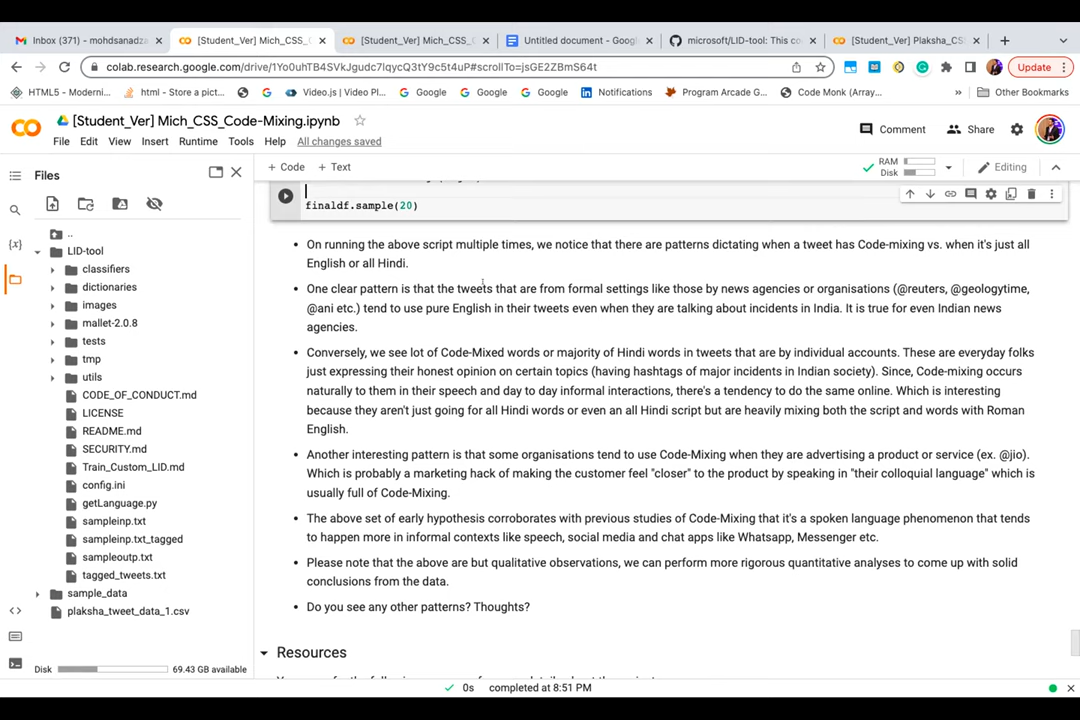 Inbox (371) - mohdsanadza
[Student_Ver] Mich_CSS_C
[Student_Ver] Mich_CSS_C
Untitled document - Googl
microsoft/LID-tool: This co
[Student_Ver] Plaksha_CSS
colab.research.google.com/drive/1Yo0uhTB4SVkJgudc7IqycQ3tY9c5t4uP#scrollTo=jsGE2ZBmS64t
Update
HTML5 - Moderni...
html - Store a pict...
Video.js | Video Pl...
Google
Google
Google
Notifications
Program Arcade G...
Code Monk (Array...
»
Other Bookmarks
[Student_Ver] Mich_CSS_Code-Mixing.ipynb
Comment
Share
File Edit View Insert Runtime Tools Help All changes saved
Files
+ Code + Text
RAM
Disk
Editing
finaldf.sample(20)
..
LID-tool
classifiers
dictionaries
images
mallet-2.0.8
tests
tmp
utils
CODE_OF_CONDUCT.md
LICENSE
README.md
SECURITY.md
Train_Custom_LID.md
config.ini
getLanguage.py
sampleinp.txt
sampleinp.txt_tagged
sampleoutp.txt
tagged_tweets.txt
sample_data
plaksha_tweet_data_1.csv
Disk
69.43 GB available
• On running the above script multiple times, we notice that there are patterns dictating when a tweet has Code-mixing vs. when it's just all
English or all Hindi.
• One clear pattern is that the tweets that are from formal settings like those by news agencies or organisations (@reuters, @geologytime,
@ani etc.) tend to use pure English in their tweets even when they are talking about incidents in India. It is true for even Indian news
agencies.
• Conversely, we see lot of Code-Mixed words or majority of Hindi words in tweets that are by individual accounts. These are everyday folks
just expressing their honest opinion on certain topics (having hashtags of major incidents in Indian society). Since, Code-mixing occurs
naturally to them in their speech and day to day informal interactions, there's a tendency to do the same online. Which is interesting
because they aren't just going for all Hindi words or even an all Hindi script but are heavily mixing both the script and words with Roman
English.
• Another interesting pattern is that some organisations tend to use Code-Mixing when they are advertising a product or service (ex. @jio).
Which is probably a marketing hack of making the customer feel "closer" to the product by speaking in "their colloquial language" which is
usually full of Code-Mixing.
• The above set of early hypothesis corroborates with previous studies of Code-Mixing that it's a spoken language phenomenon that tends
to happen more in informal contexts like speech, social media and chat apps like Whatsapp, Messenger etc.
• Please note that the above are but qualitative observations, we can perform more rigorous quantitative analyses to come up with solid
conclusions from the data.
• Do you see any other patterns? Thoughts?
Resources
0s completed at 8:51 PM